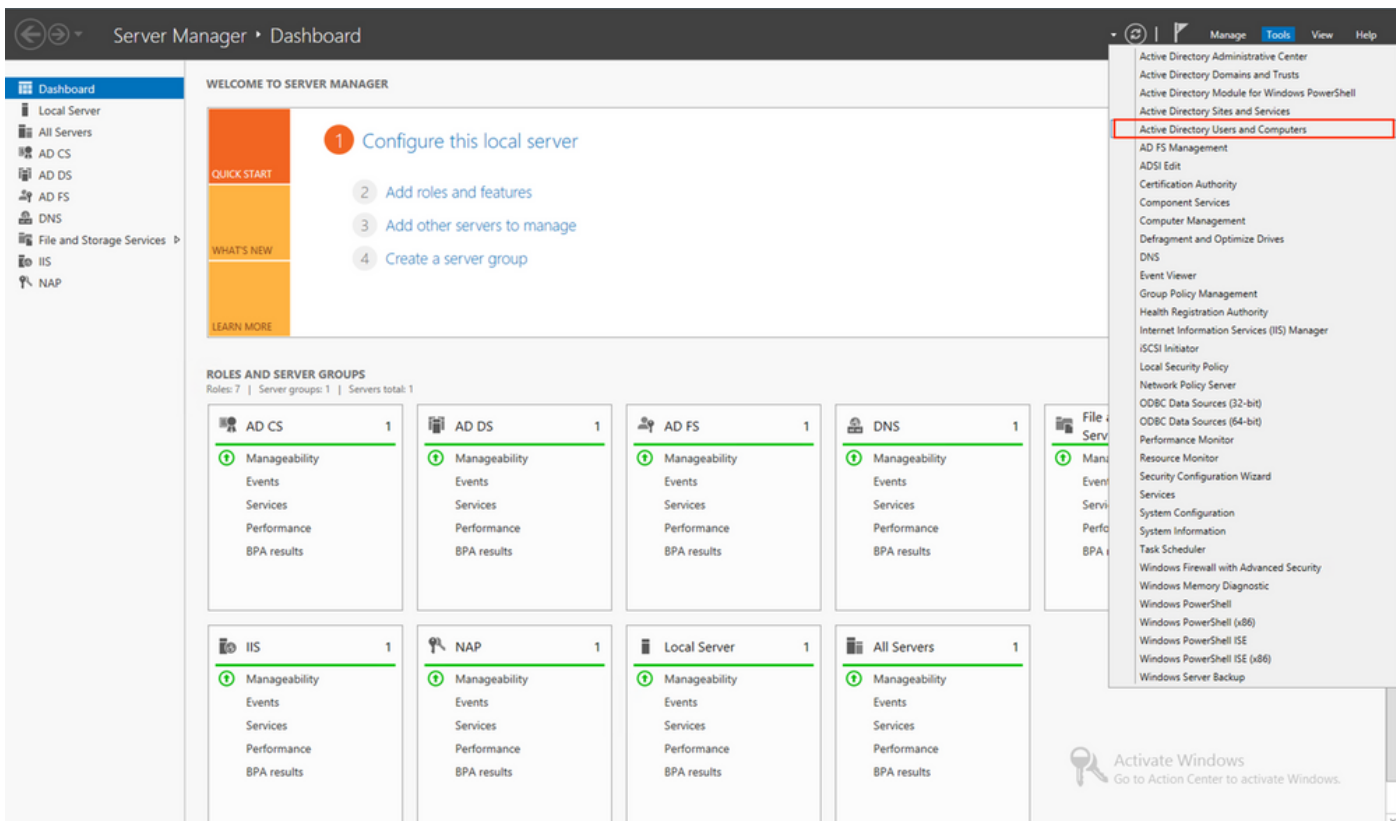 Server Manager ‣ Dashboard
Manage Tools View Help
Dashboard
Local Server
All Servers
AD CS
AD DS
AD FS
DNS
File and Storage Services
IIS
NAP
WELCOME TO SERVER MANAGER
QUICK START
WHAT'S NEW
LEARN MORE
1 Configure this local server
2 Add roles and features
3 Add other servers to manage
4 Create a server group
ROLES AND SERVER GROUPS
Roles: 7 | Server groups: 1 | Servers total: 1
AD CS 1
Manageability
Events
Services
Performance
BPA results
AD DS 1
Manageability
Events
Services
Performance
BPA results
AD FS 1
Manageability
Events
Services
Performance
BPA results
DNS 1
Manageability
Events
Services
Performance
BPA results
File
Serv
Mana
Even
Servi
Perfo
BPA
IIS 1
Manageability
Events
Services
Performance
BPA results
NAP 1
Manageability
Events
Services
Performance
BPA results
Local Server 1
Manageability
Events
Services
Performance
BPA results
All Servers 1
Manageability
Events
Services
Performance
BPA results
Active Directory Administrative Center
Active Directory Domains and Trusts
Active Directory Module for Windows PowerShell
Active Directory Sites and Services
Active Directory Users and Computers
AD FS Management
ADSI Edit
Certification Authority
Component Services
Computer Management
Defragment and Optimize Drives
DNS
Event Viewer
Group Policy Management
Health Registration Authority
Internet Information Services (IIS) Manager
iSCSI Initiator
Local Security Policy
Network Policy Server
ODBC Data Sources (32-bit)
ODBC Data Sources (64-bit)
Performance Monitor
Resource Monitor
Security Configuration Wizard
Services
System Configuration
System Information
Task Scheduler
Windows Firewall with Advanced Security
Windows Memory Diagnostic
Windows PowerShell
Windows PowerShell (x86)
Windows PowerShell ISE
Windows PowerShell ISE (x86)
Windows Server Backup
Activate Windows
Go to Action Center to activate Windows.